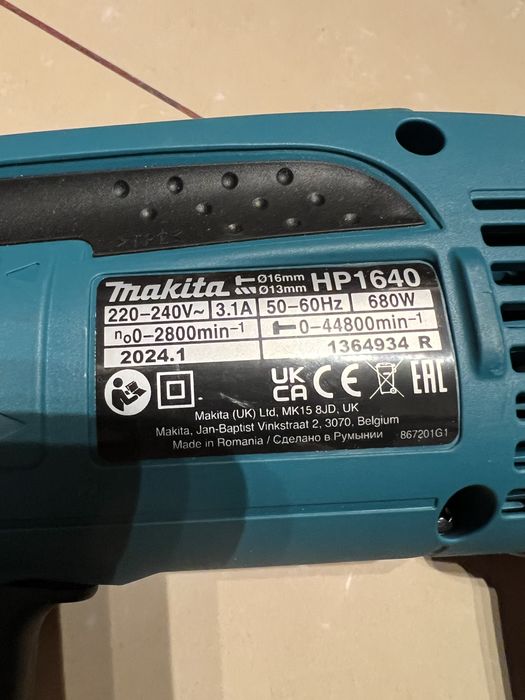 >TPE<
makita Ø16mm HP1640
Ø13mm
220-240V~ 3.1A 50-60Hz 680W
n₀0-2800min⁻¹ 0-44800min⁻¹
2024.1 1364934 R
UK CA CE EAC
Makita (UK) Ltd, MK15 8JD, UK
Makita, Jan-Baptist Vinkstraat 2, 3070, Belgium
Made in Romania / Сделано в Румынии 867201G1